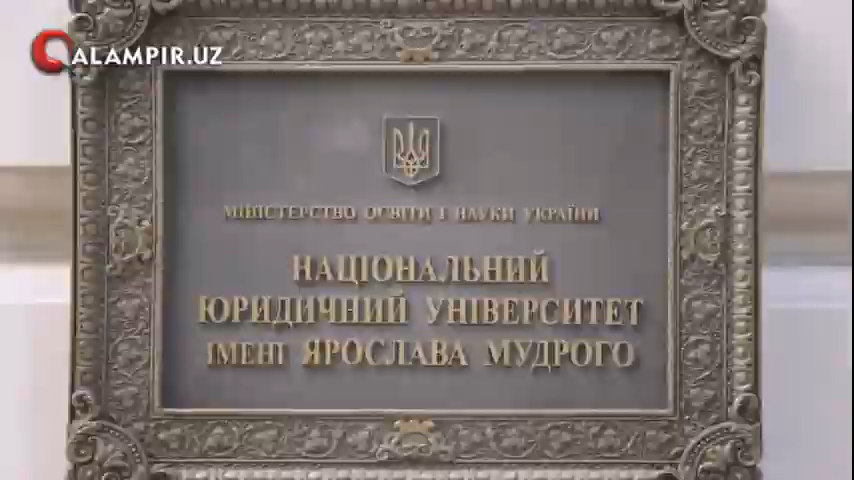 QALAMPIR.UZ
МІНІСТЕРСТВО ОСВІТИ І НАУКИ УКРАЇНИ
НАЦІОНАЛЬНИЙ
ЮРИДИЧНИЙ УНІВЕРСИТЕТ
ІМЕНІ ЯРОСЛАВА МУДРОГО